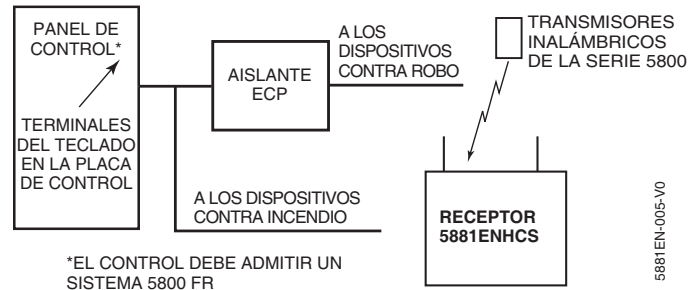 PANEL DE
CONTROL*
TERMINALES
DEL TECLADO
EN LA PLACA
DE CONTROL
AISLANTE
ECP
A LOS
DISPOSITIVOS
CONTRA ROBO
A LOS DISPOSITIVOS
CONTRA INCENDIO
TRANSMISORES
INALÁMBRICOS
DE LA SERIE 5800
RECEPTOR
5881ENHCS
*EL CONTROL DEBE ADMITIR UN
SISTEMA 5800 FR
5881EN-005-V0